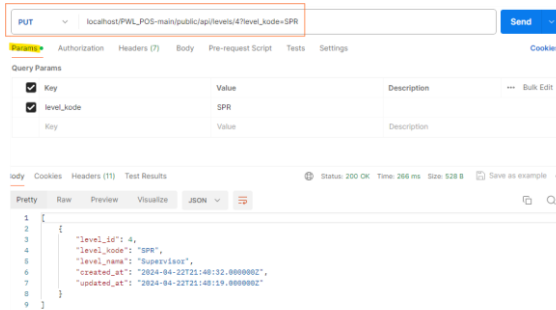 PUT localhost/PWL_POS-main/public/api/levels/4?level_kode=SPR Send
Params Authorization Headers (7) Body Pre-request Script Tests Settings Cookies
Query Params
Key Value Description Bulk Edit
level_kode SPR
Key Value Description
Body Cookies Headers (11) Test Results Status: 200 OK Time: 266 ms Size: 528 B Save as example
Pretty Raw Preview Visualize JSON
1 [
2 {
3 "level_id": 4,
4 "level_kode": "SPR",
5 "level_nama": "Supervisor",
6 "created_at": "2024-04-22T21:40:32.000000Z",
7 "updated_at": "2024-04-22T21:48:19.000000Z"
8 }
9 ]